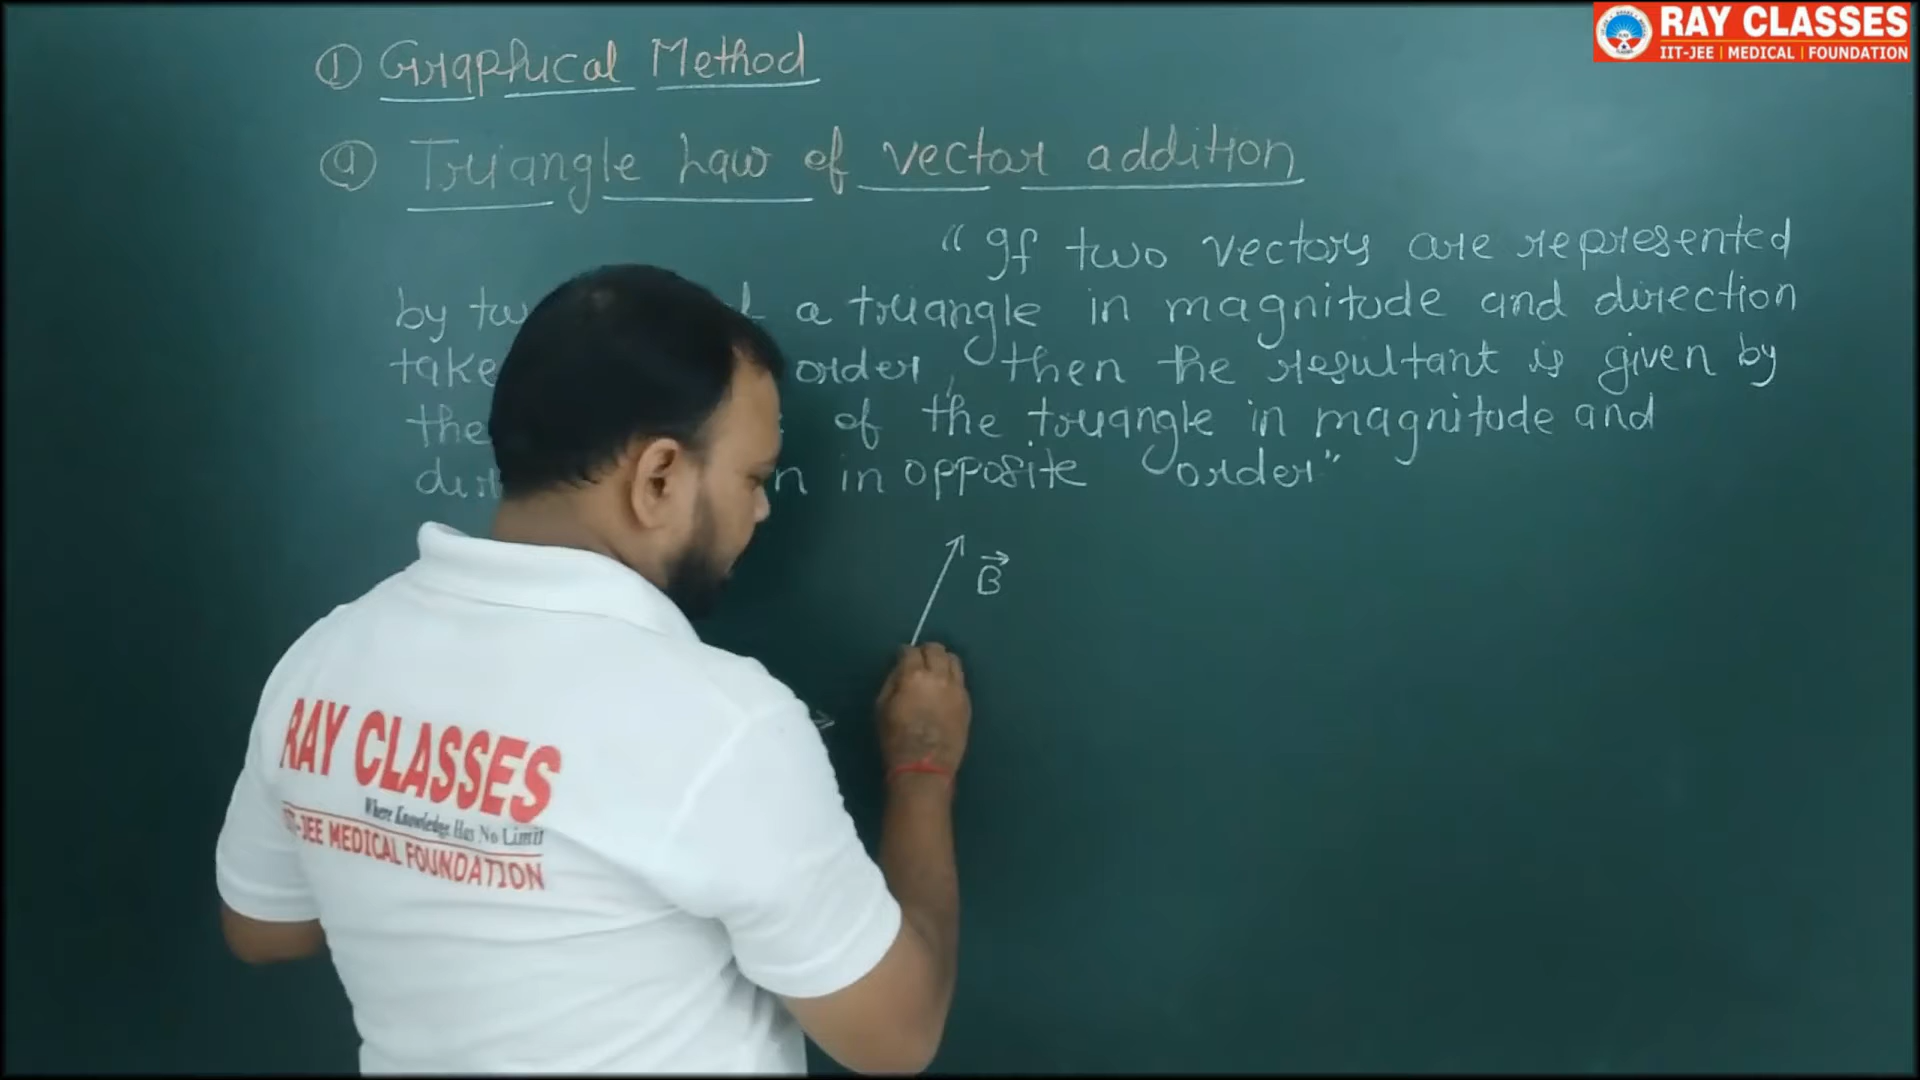 RAY CLASSES
IIT-JEE | MEDICAL | FOUNDATION
① Graphical Method
ⓐ Triangle Law of vector addition
" If two vectors are represented
by a triangle in magnitude and direction
order, then the resultant is given by
the of the triangle in magnitude and
in opposite order"
B⃗
RAY CLASSES
Where Knowledge Has No Limit
IIT-JEE MEDICAL FOUNDATION